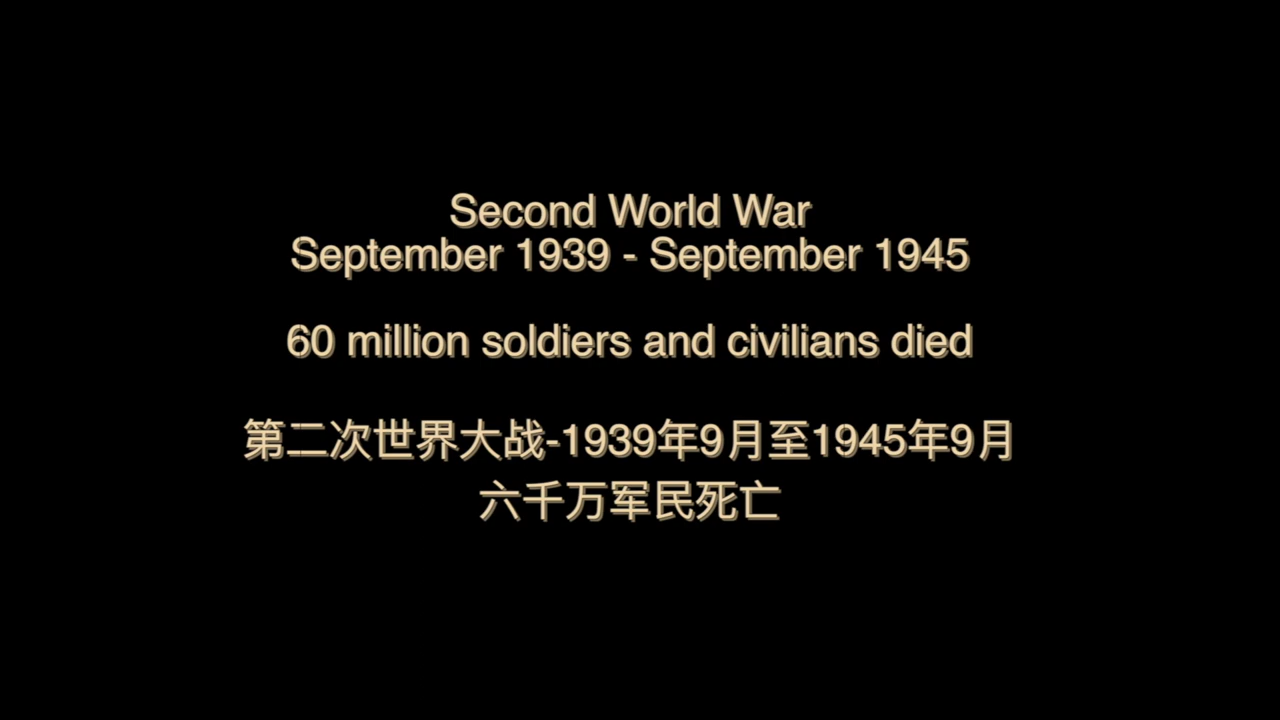 Second World War
September 1939 - September 1945
60 million soldiers and civilians died
第二次世界大战-1939年9月至1945年9月
六千万军民死亡